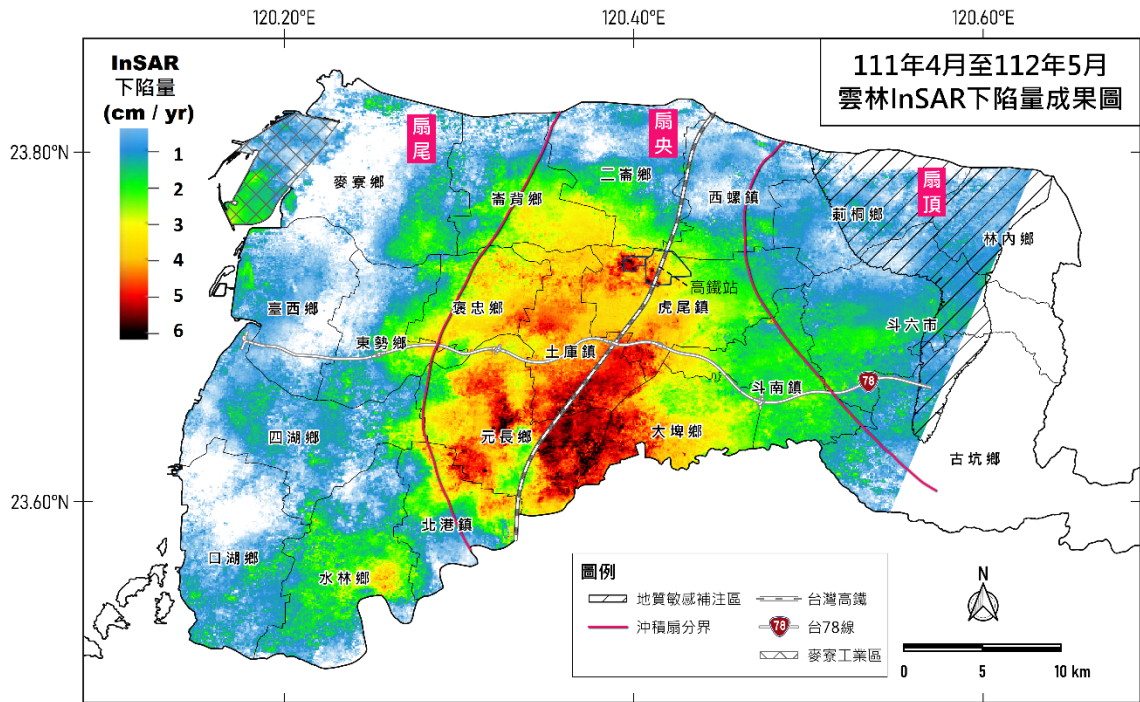 120.20°E
120.40°E
120.60°E
InSAR
下陷量
(cm / yr)
1
2
3
4
5
6
111年4月至112年5月
雲林InSAR下陷量成果圖
23.80°N
23.60°N
扇尾
扇央
扇頂
麥寮鄉
崙背鄉
二崙鄉
西螺鎮
莿桐鄉
林內鄉
臺西鄉
褒忠鄉
高鐵站
虎尾鎮
斗六市
東勢鄉
土庫鎮
斗南鎮
78
四湖鄉
元長鄉
大埤鄉
古坑鄉
北港鎮
口湖鄉
水林鄉
圖例
地質敏感補注區
台灣高鐵
沖積扇分界
78
台78線
麥寮工業區
N
0
5
10 km